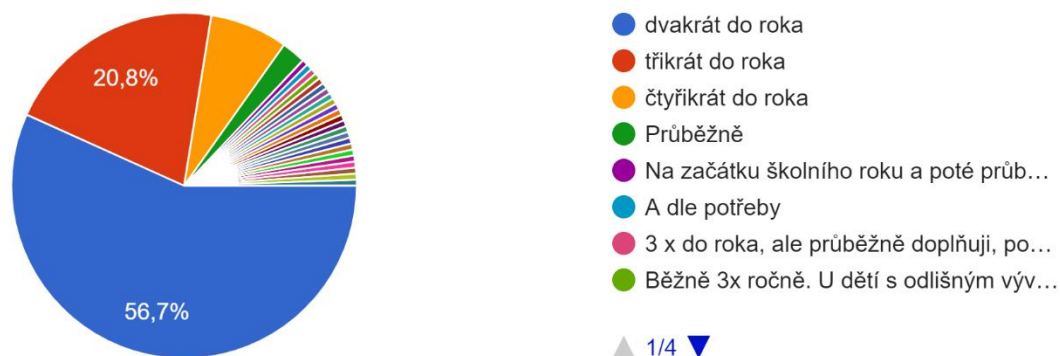 20,8%
56,7%
dvakrát do roka
třikrát do roka
čtyřikrát do roka
Průběžně
Na začátku školního roku a poté průb…
A dle potřeby
3 x do roka, ale průběžně doplňuji, po…
Běžně 3x ročně. U dětí s odlišným výv…
1/4